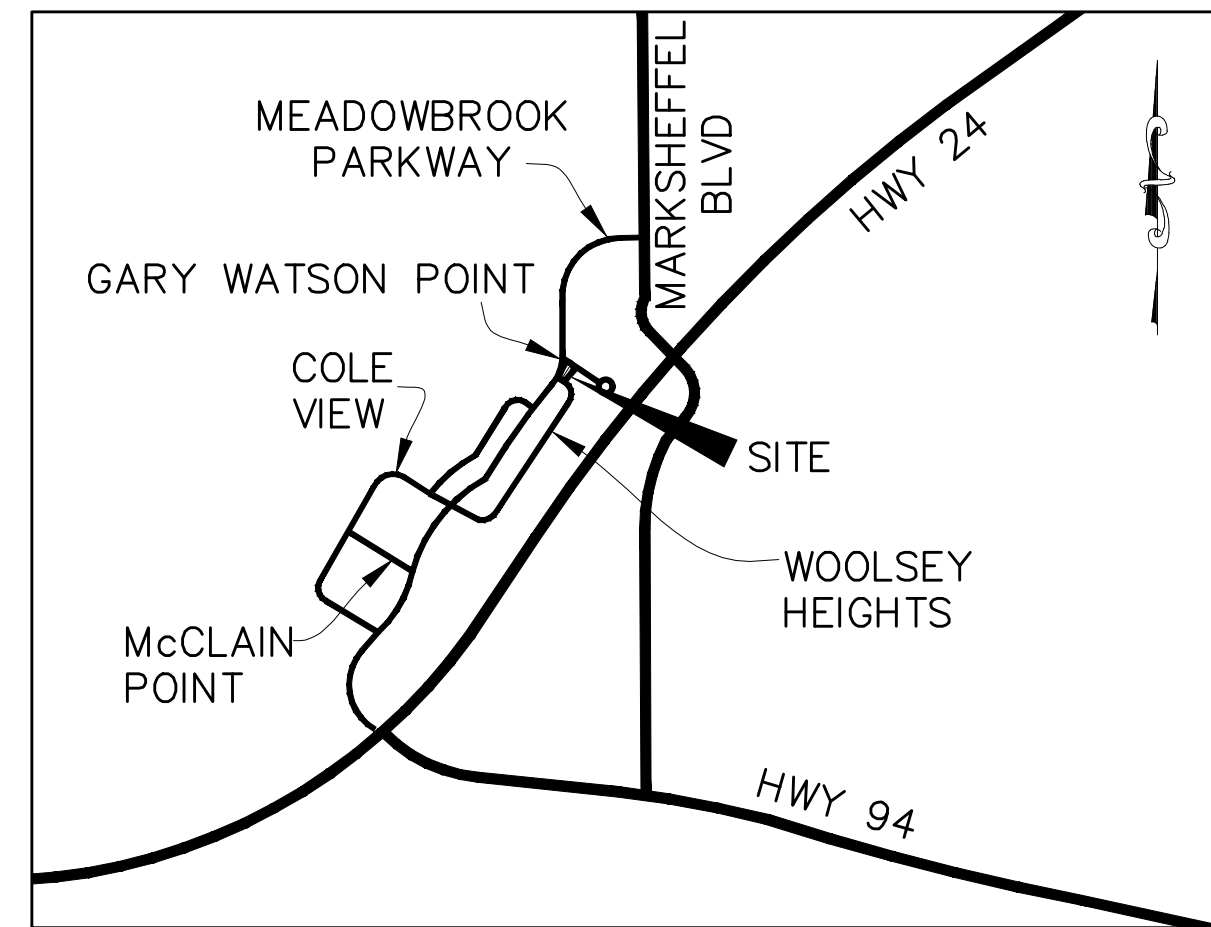 MEADOWBROOK
PARKWAY
MARKSHEFFEL
BLVD
HWY 24
GARY WATSON POINT
COLE
VIEW
SITE
WOOLSEY
HEIGHTS
McCLAIN
POINT
HWY 94